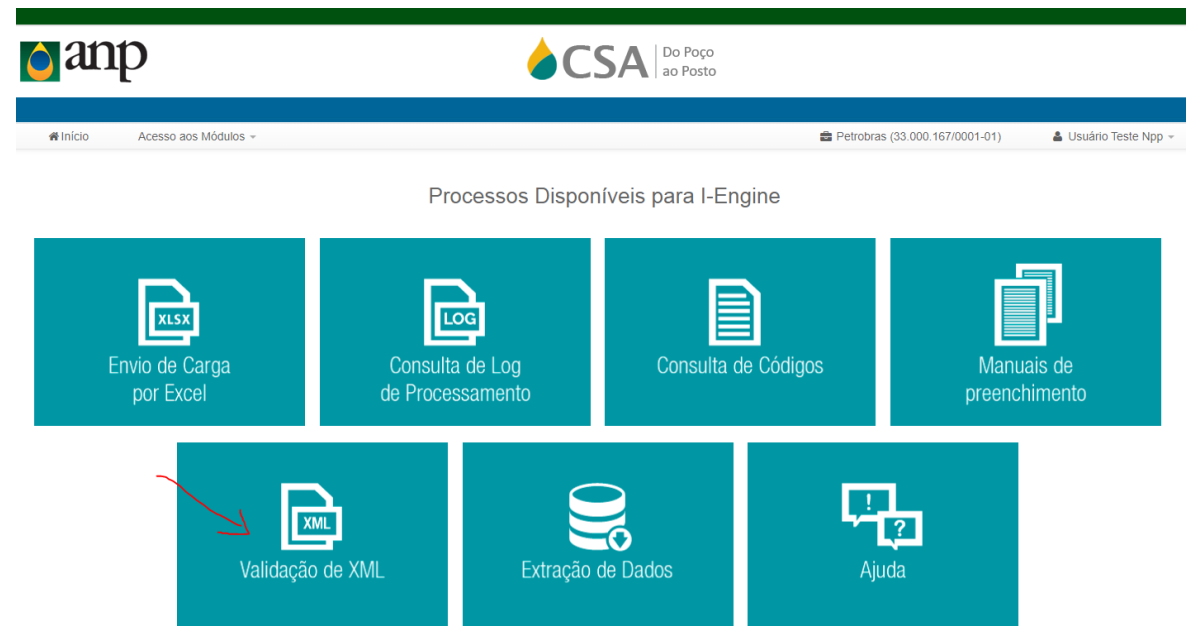 anp
CSA
Do Poço
ao Posto
Início
Acesso aos Módulos
Petrobras (33.000.167/0001-01)
Usuário Teste Npp
Processos Disponíveis para I-Engine
XLSX
Envio de Carga
por Excel
LOG
Consulta de Log
de Processamento
Consulta de Códigos
Manuais de
preenchimento
XML
Validação de XML
Extração de Dados
!
?
Ajuda